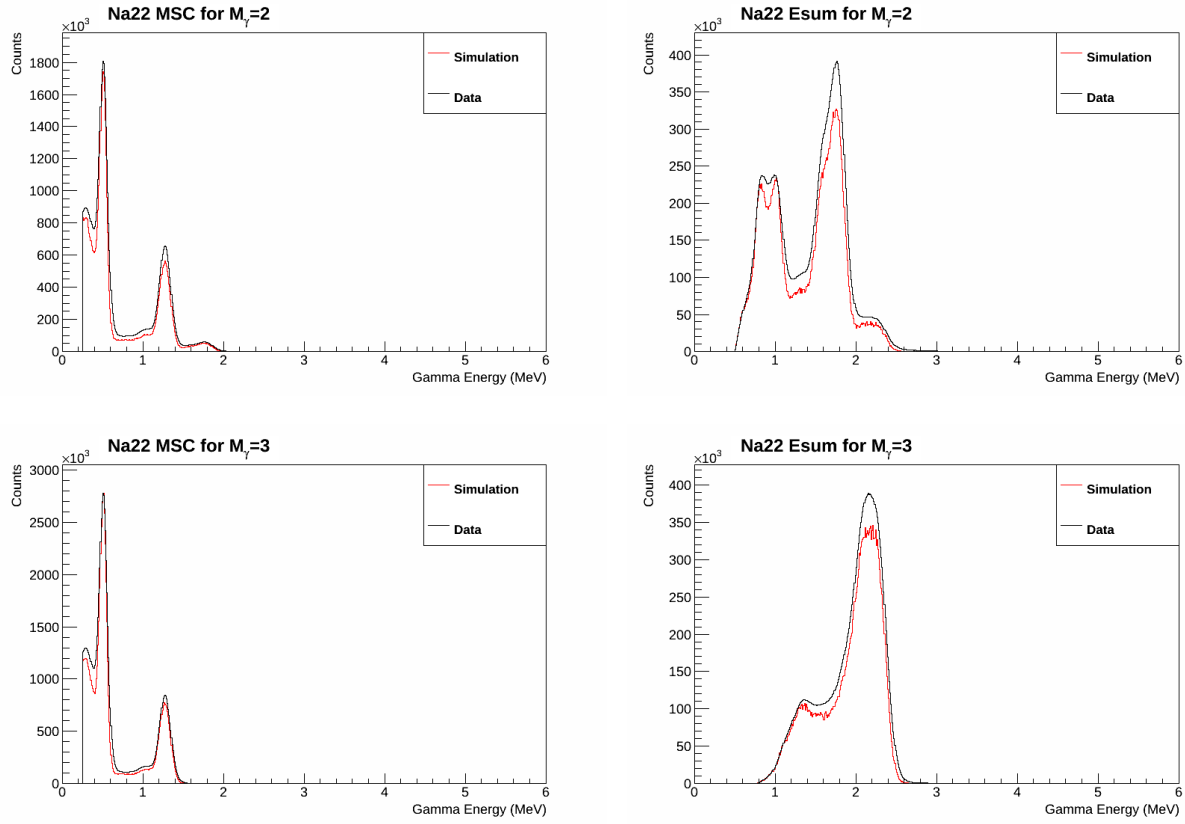 Na22 MSC for Mγ=2
×10³
Counts
1800
1600
1400
1200
1000
800
600
400
200
0
0 1 2 3 4 5 6
Gamma Energy (MeV)
Simulation
Data
Na22 Esum for Mγ=2
×10³
Counts
400
350
300
250
200
150
100
50
0
0 1 2 3 4 5 6
Gamma Energy (MeV)
Simulation
Data
Na22 MSC for Mγ=3
×10³
Counts
3000
2500
2000
1500
1000
500
0
0 1 2 3 4 5 6
Gamma Energy (MeV)
Simulation
Data
Na22 Esum for Mγ=3
×10³
Counts
400
350
300
250
200
150
100
50
0
0 1 2 3 4 5 6
Gamma Energy (MeV)
Simulation
Data